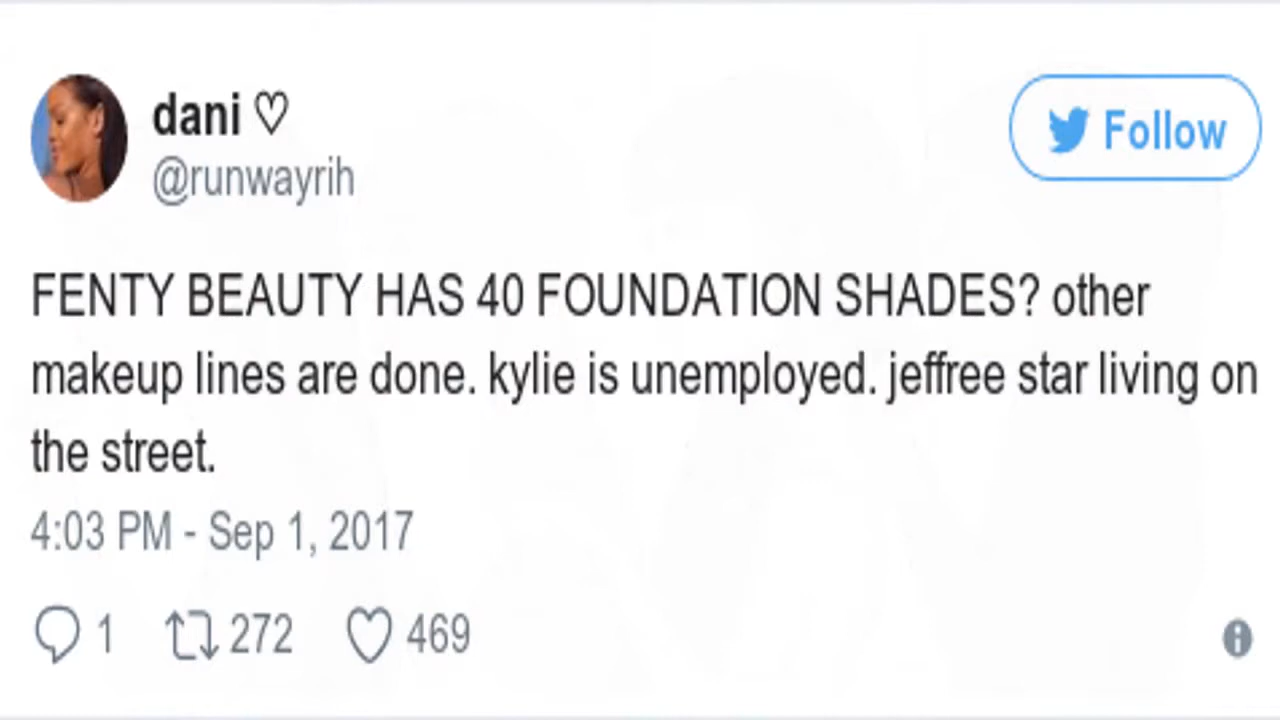 dani ♡
@runwayrih
Follow
FENTY BEAUTY HAS 40 FOUNDATION SHADES? other
makeup lines are done. kylie is unemployed. jeffree star living on
the street.
4:03 PM - Sep 1, 2017
1 272 469